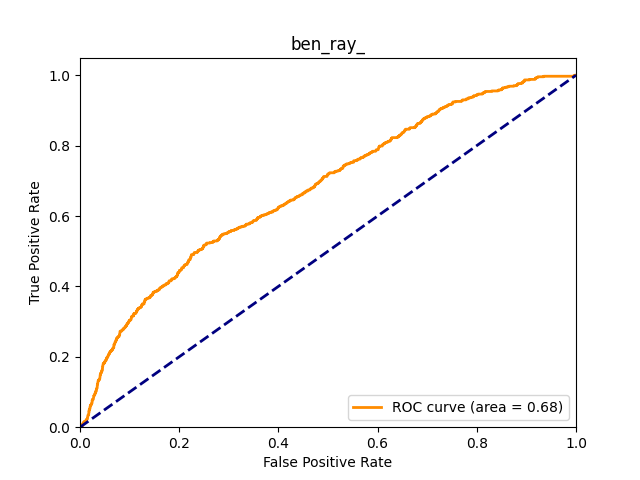 ben_ray_
1.0
0.8
0.6
0.4
0.2
0.0
True Positive Rate
ROC curve (area = 0.68)
0.0 0.2 0.4 0.6 0.8 1.0
False Positive Rate